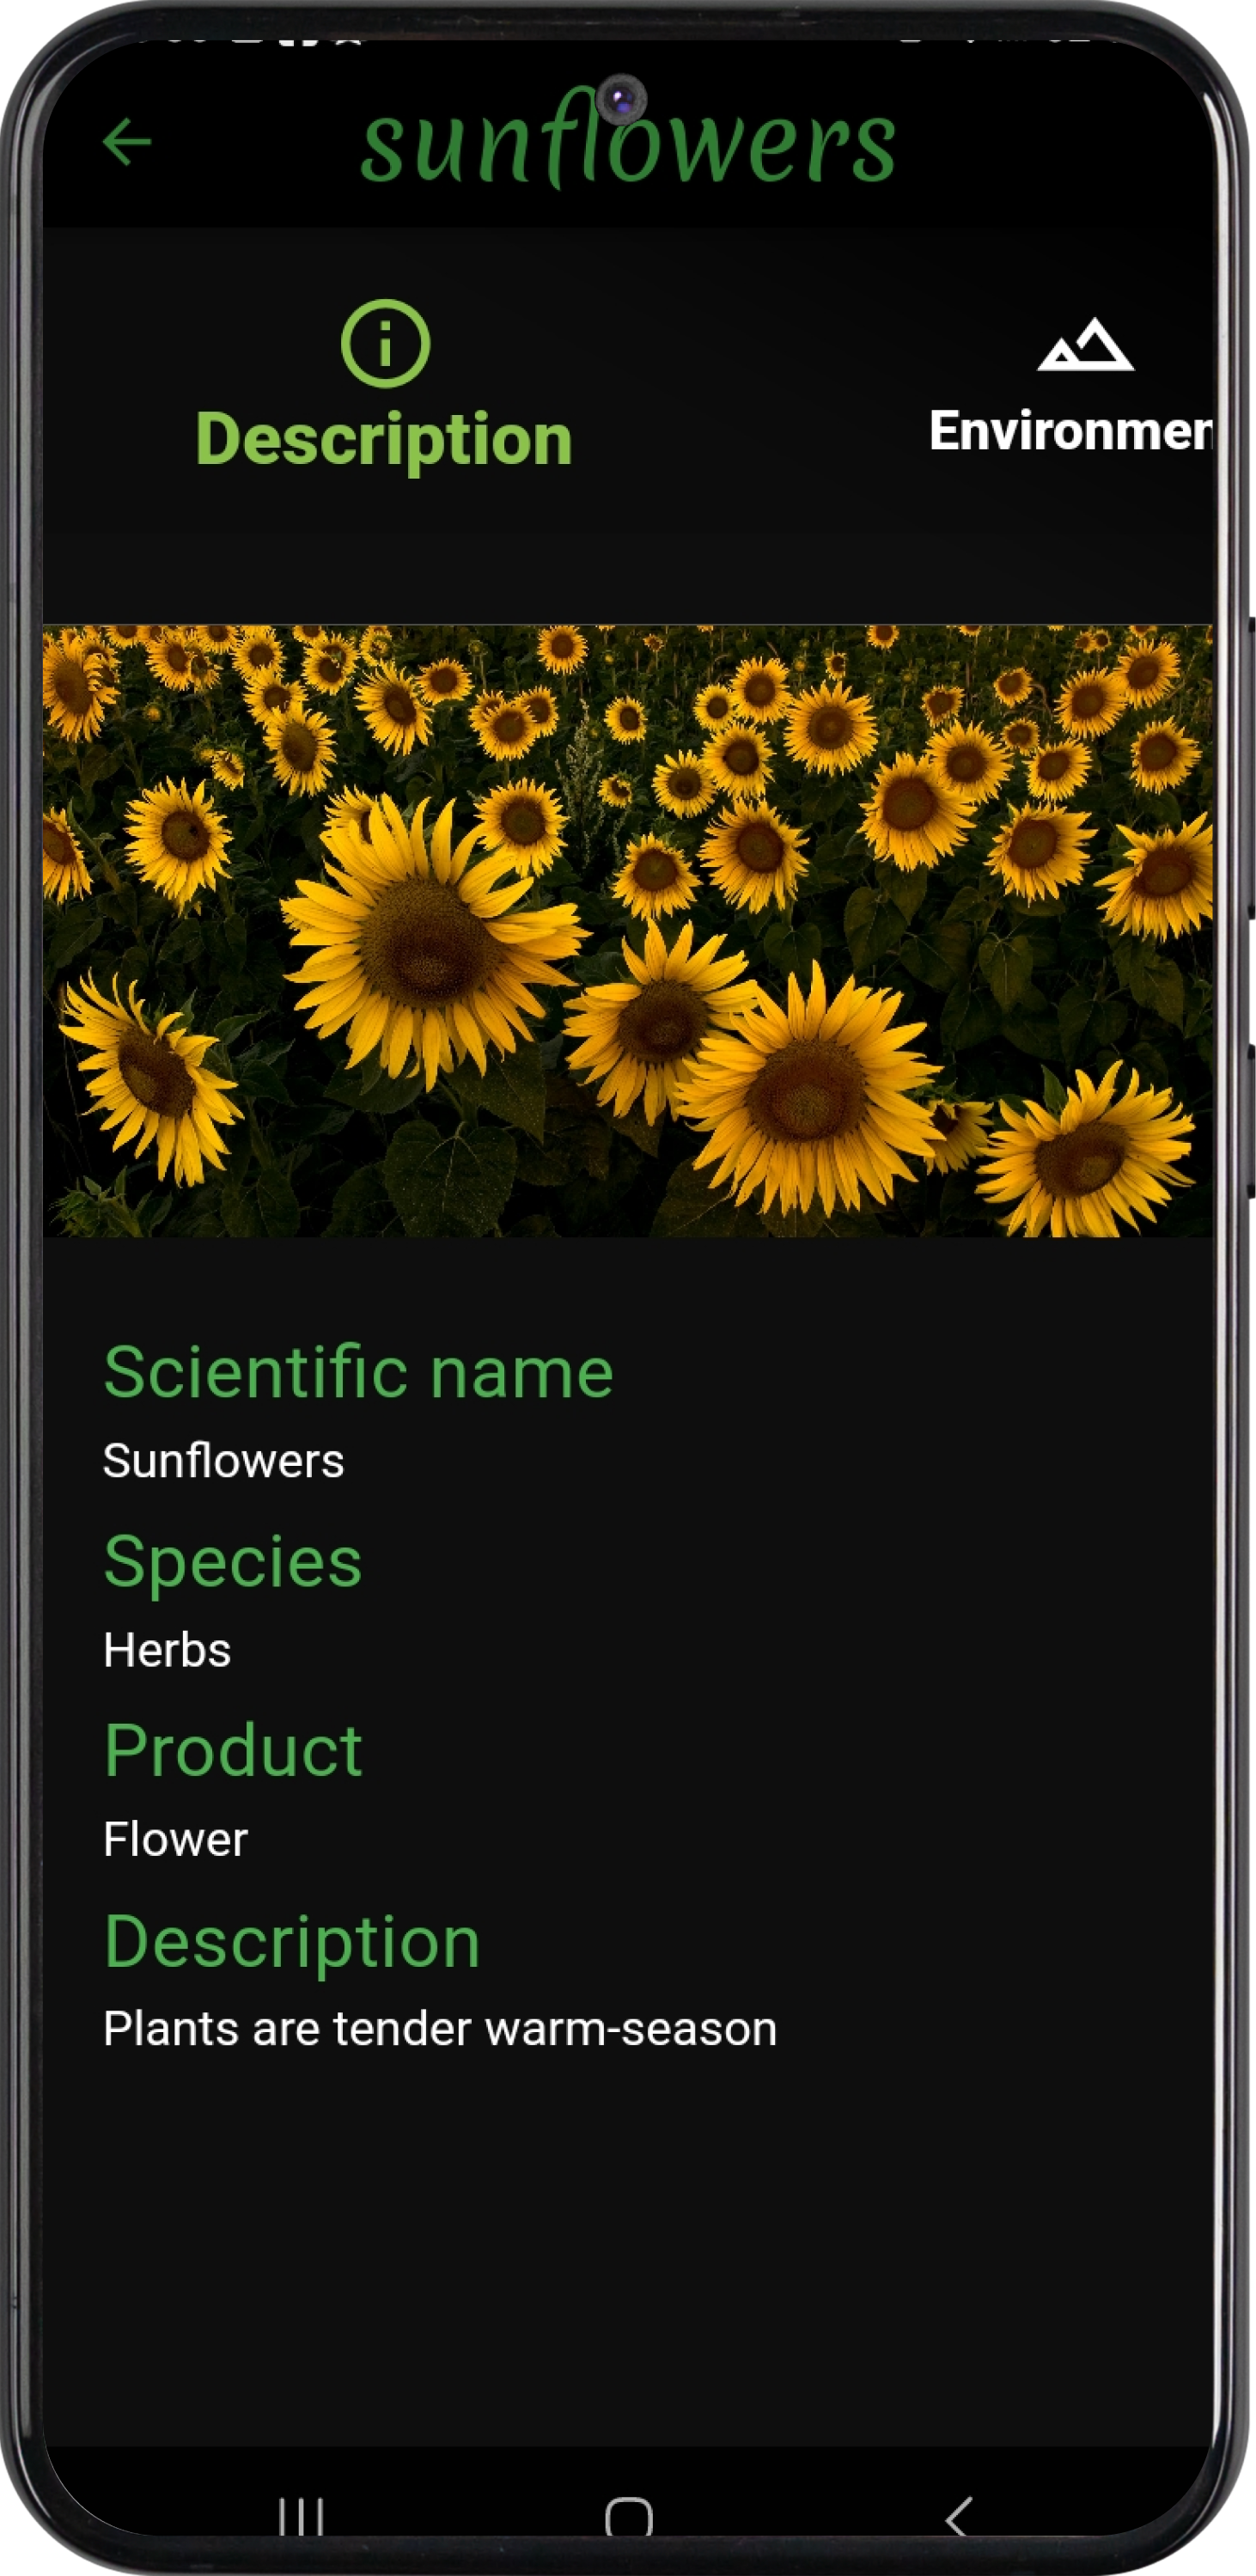 sunflowers
Description
Environmen
Scientific name
Sunflowers
Species
Herbs
Product
Flower
Description
Plants are tender warm-season